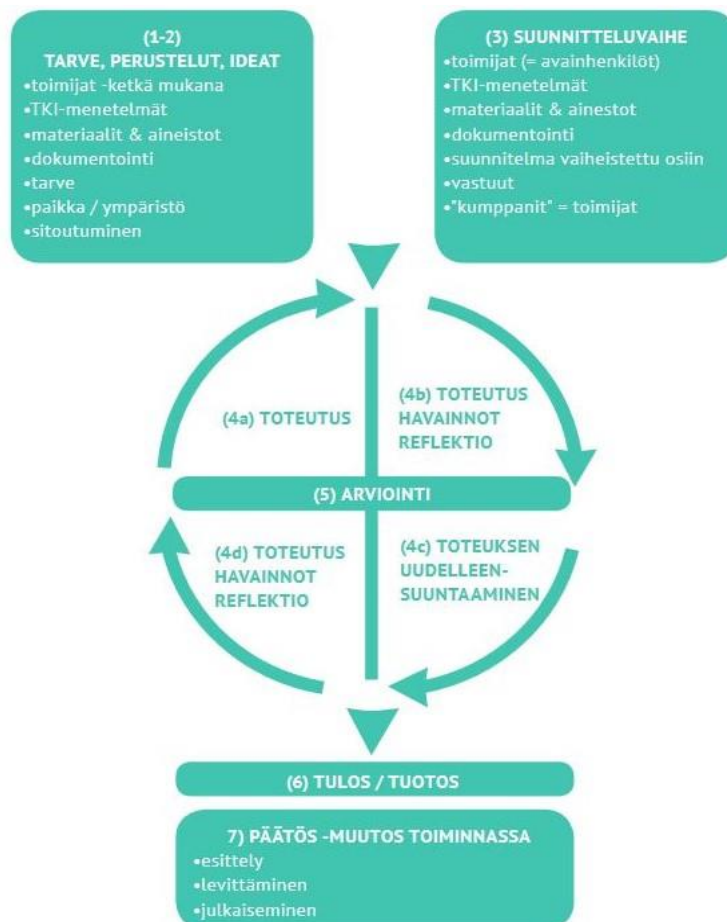 (1-2)
TARVE, PERUSTELUT, IDEAT
•toimijat -ketkä mukana
•TKI-menetelmät
•materiaalit & aineistot
•dokumentointi
•tarve
•paikka / ympäristö
•sitoutuminen
(3) SUUNNITTELUVAIHE
•toimijat (= avainhenkilöt)
•TKI-menetelmät
•materiaalit & ainestot
•dokumentointi
•suunnitelma vaiheistettu osiin
•vastuut
•"kumppanit" = toimijat
(4a) TOTEUTUS
(4b) TOTEUTUS
HAVAINNOT
REFLEKTIO
(5) ARVIOINTI
(4d) TOTEUTUS
HAVAINNOT
REFLEKTIO
(4c) TOTEUKSEN
UUDELLEEN-
SUUNTAAMINEN
(6) TULOS / TUOTOS
7) PÄÄTÖS -MUUTOS TOIMINNASSA
•esittely
•levittäminen
•julkaiseminen